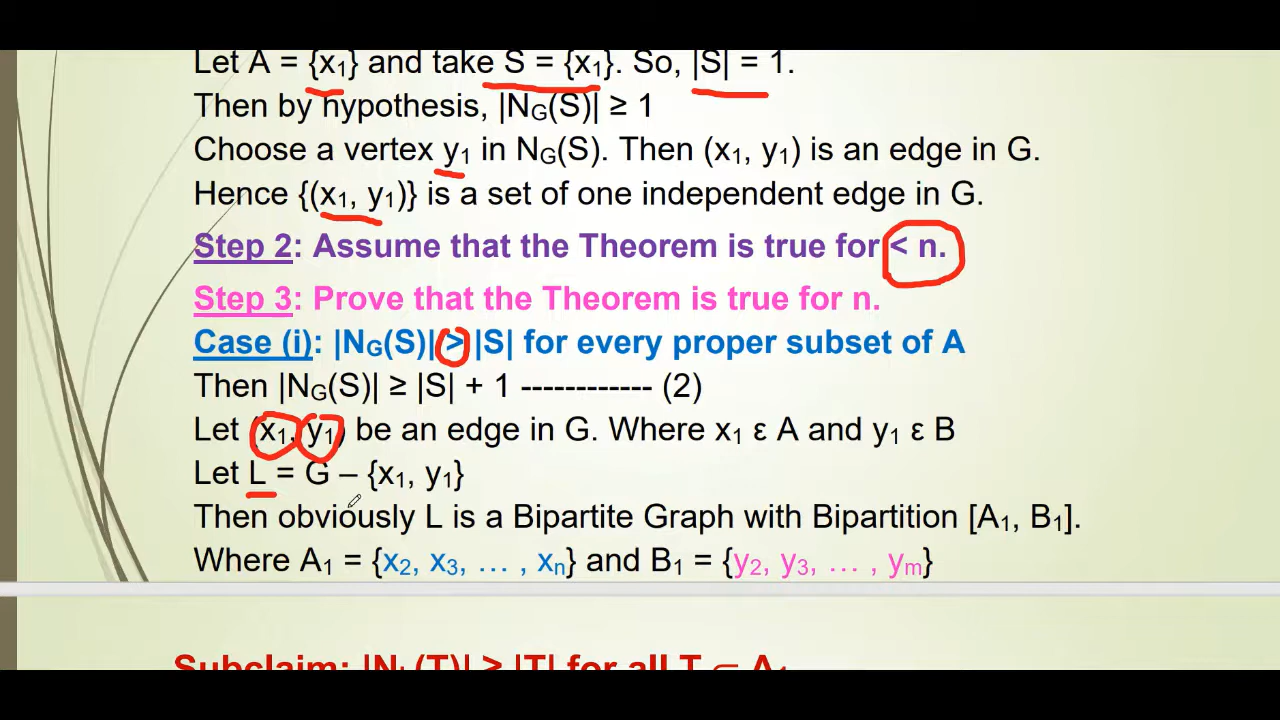 Let A = {x₁} and take S = {x₁}. So, |S| = 1.
Then by hypothesis, |N_G(S)| ≥ 1
Choose a vertex y₁ in N_G(S). Then (x₁, y₁) is an edge in G.
Hence {(x₁, y₁)} is a set of one independent edge in G.
Step 2: Assume that the Theorem is true for < n.
Step 3: Prove that the Theorem is true for n.
Case (i): |N_G(S)| > |S| for every proper subset of A
Then |N_G(S)| ≥ |S| + 1 ------------ (2)
Let (x₁, y₁) be an edge in G. Where x₁ ε A and y₁ ε B
Let L = G – {x₁, y₁}
Then obviously L is a Bipartite Graph with Bipartition [A₁, B₁].
Where A₁ = {x₂, x₃, … , xₙ} and B₁ = {y₂, y₃, … , yₘ}
Subclaim: |N_L(T)| ≥ |T| for all T ⊂ A₁